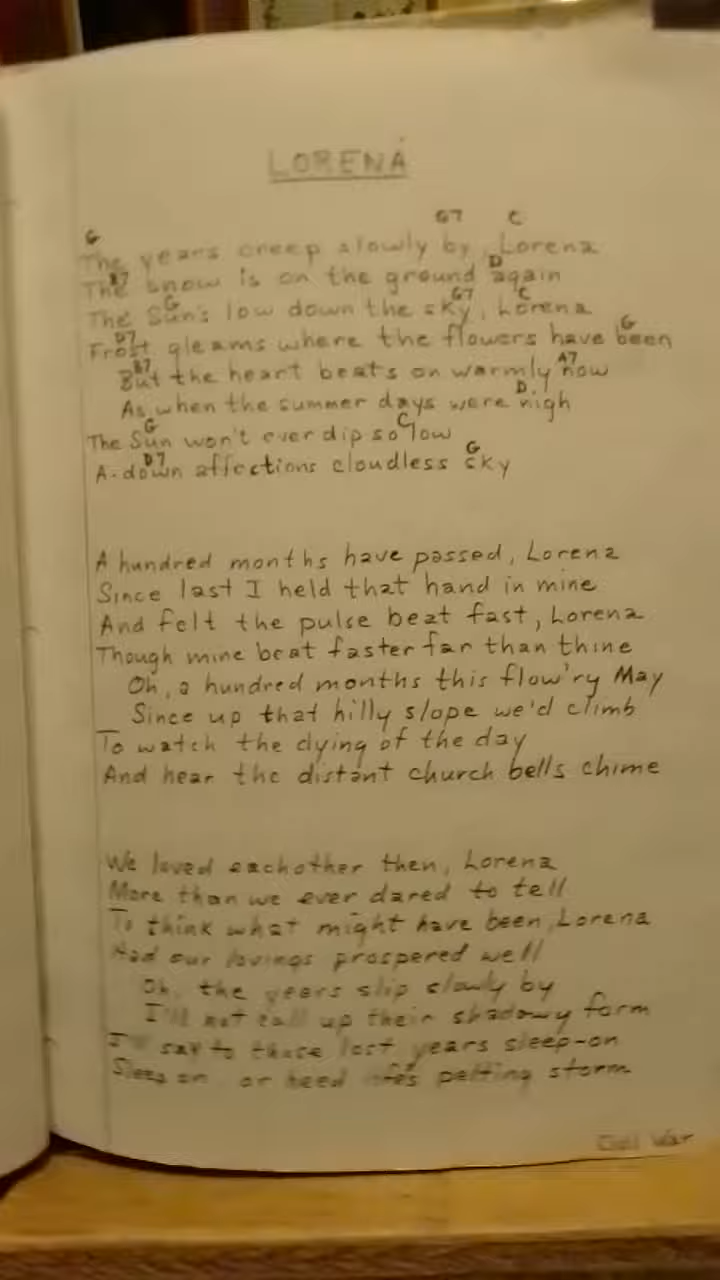 LORENA
G G7 C
The years creep slowly by, Lorena
D
The snow is on the ground again
G G7 C
The Sun's low down the sky, Lorena
D7 G
Frost gleams where the flowers have been
B7 A7
But the heart beats on warmly now
D
As when the summer days were nigh
G C
The Sun won't ever dip so low
D7 G
A-down affections cloudless sky
A hundred months have passed, Lorena
Since last I held that hand in mine
And felt the pulse beat fast, Lorena
Though mine beat faster far than thine
Oh, a hundred months this flow'ry May
Since up that hilly slope we'd climb
To watch the dying of the day
And hear the distant church bells chime
We loved eachother then, Lorena
More than we ever dared to tell
To think what might have been, Lorena
Had our lovings prospered well
Oh, the years slip slowly by
I'll not call up their shadowy form
I'll say to those lost years sleep-on
Sleep on or heed life's pelting storm
Civil War